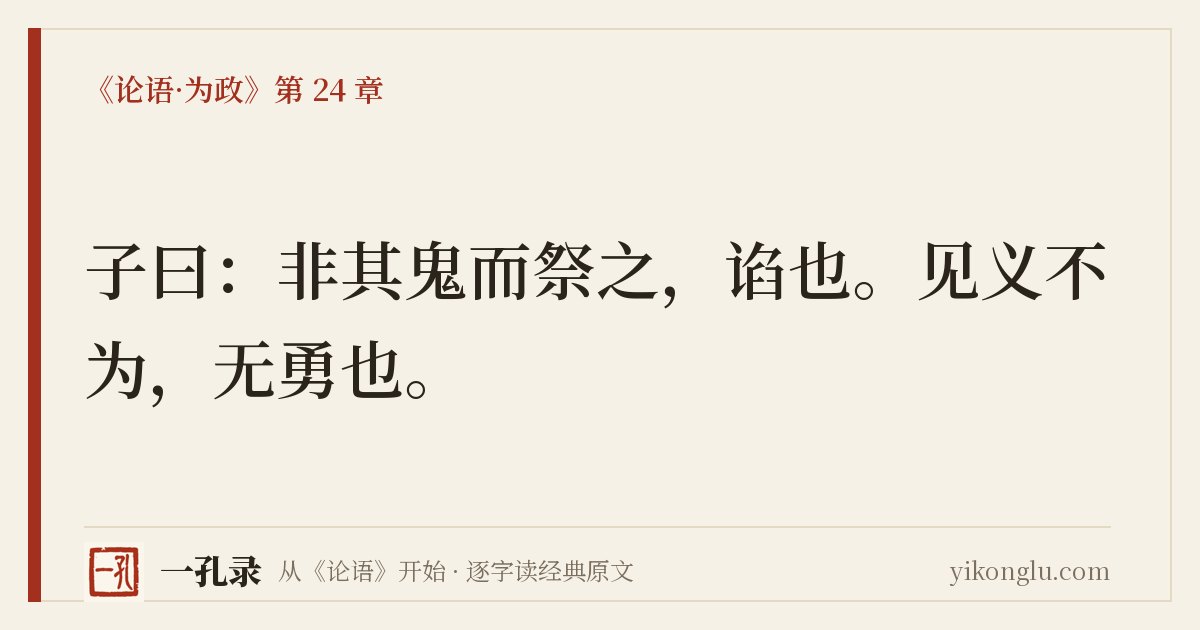 《论语·为政》第 24 章
子曰：非其鬼而祭之，谄也。见义不
为，无勇也。
一孔
一孔录 从《论语》开始 · 逐字读经典原文 yikonglu.com